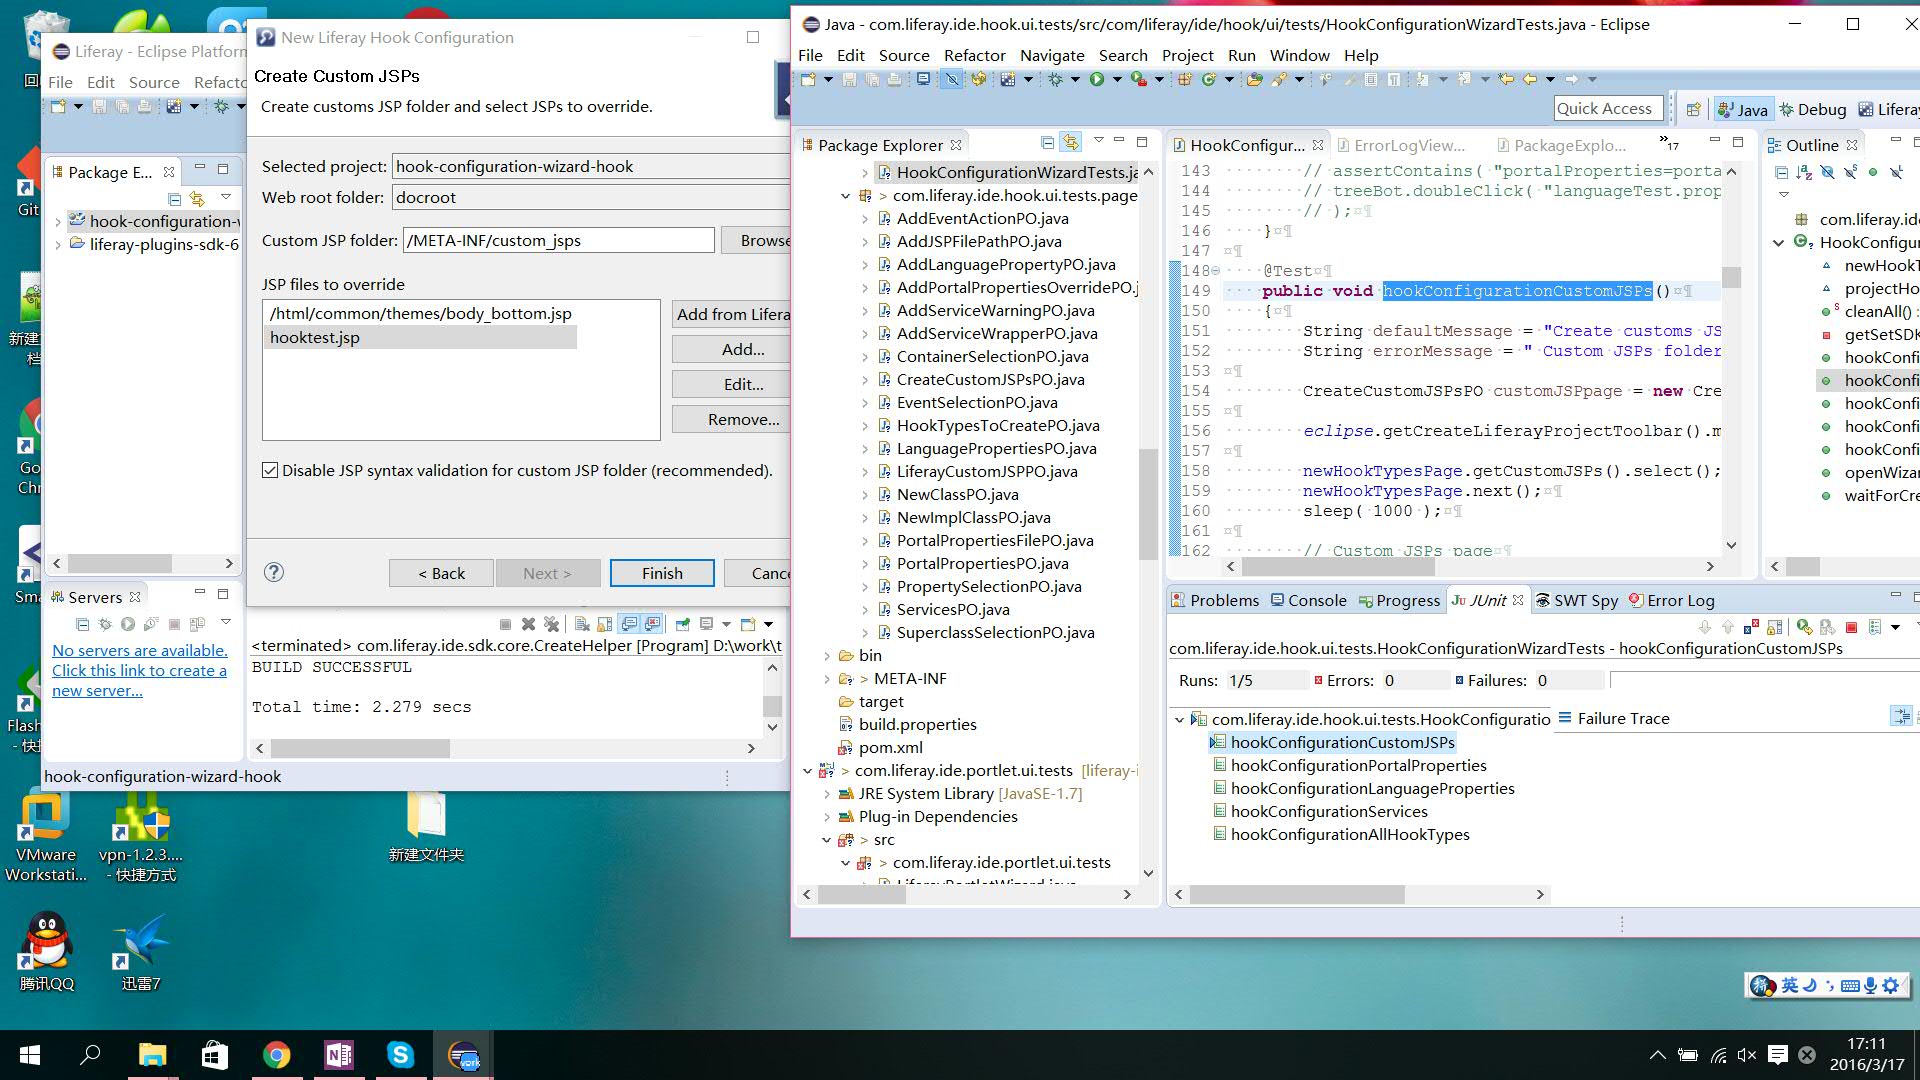 Liferay - Eclipse Platform
File Edit Source Refacto
Package E...
hook-configuration-w
liferay-plugins-sdk-6
Servers
No servers are available.
Click this link to create a
new server...
New Liferay Hook Configuration
Create Custom JSPs
Create customs JSP folder and select JSPs to override.
Selected project: hook-configuration-wizard-hook
Web root folder: docroot
Custom JSP folder: /META-INF/custom_jsps Browse
JSP files to override
/html/common/themes/body_bottom.jsp
hooktest.jsp
Add from Lifera
Add...
Edit...
Remove...
Disable JSP syntax validation for custom JSP folder (recommended).
< Back Next > Finish Cance
<terminated> com.liferay.ide.sdk.core.CreateHelper [Program] D:\work\t
BUILD SUCCESSFUL
Total time: 2.279 secs
hook-configuration-wizard-hook
Java - com.liferay.ide.hook.ui.tests/src/com/liferay/ide/hook/ui/tests/HookConfigurationWizardTests.java - Eclipse
File Edit Source Refactor Navigate Search Project Run Window Help
Quick Access Java Debug Liferay
Package Explorer
HookConfigurationWizardTests.ja
> com.liferay.ide.hook.ui.tests.page
AddEventActionPO.java
AddJSPFilePathPO.java
AddLanguagePropertyPO.java
AddPortalPropertiesOverridePO.j
AddServiceWarningPO.java
AddServiceWrapperPO.java
ContainerSelectionPO.java
CreateCustomJSPsPO.java
EventSelectionPO.java
HookTypesToCreatePO.java
LanguagePropertiesPO.java
LiferayCustomJSPPO.java
NewClassPO.java
NewImplClassPO.java
PortalPropertiesFilePO.java
PortalPropertiesPO.java
PropertySelectionPO.java
ServicesPO.java
SuperclassSelectionPO.java
bin
> META-INF
target
build.properties
pom.xml
> com.liferay.ide.portlet.ui.tests [liferay-i
JRE System Library [JavaSE-1.7]
Plug-in Dependencies
> src
> com.liferay.ide.portlet.ui.tests
LiferayPortletWizard.java
HookConfigur... ErrorLogView... PackageExplo... »17
143 // assertContains( "portalProperties=porta
144 // treeBot.doubleClick( "languageTest.prop
145 // );
146 }
147
148 @Test
149 public void hookConfigurationCustomJSPs()
150 {
151 String defaultMessage = "Create customs JS
152 String errorMessage = " Custom JSPs folder
153
154 CreateCustomJSPsPO customJSPpage = new Cre
155
156 eclipse.getCreateLiferayProjectToolbar().m
157
158 newHookTypesPage.getCustomJSPs().select();
159 newHookTypesPage.next();
160 sleep( 1000 );
161
162 // Custom JSPs page
Outline
com.liferay.ide
HookConfigur
newHookT
projectHo
cleanAll() :
getSetSDK
hookConfi
hookConfi
hookConfi
hookConfi
hookConfi
openWizar
waitForCre
Problems Console Progress JUnit SWT Spy Error Log
com.liferay.ide.hook.ui.tests.HookConfigurationWizardTests - hookConfigurationCustomJSPs
Runs: 1/5 Errors: 0 Failures: 0
com.liferay.ide.hook.ui.tests.HookConfiguratio
hookConfigurationCustomJSPs
hookConfigurationPortalProperties
hookConfigurationLanguageProperties
hookConfigurationServices
hookConfigurationAllHookTypes
Failure Trace
Git
Go
Chr
Sma
Flash
- 快捷
VMware
Workstati...
vpn-1.2.3....
- 快捷方式
新建文件夹
腾讯QQ
迅雷7
英
17:11
2016/3/17